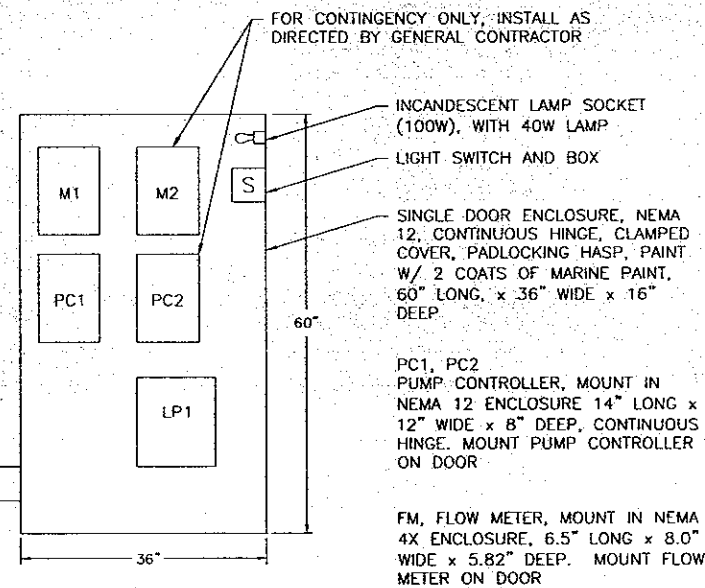 FOR CONTINGENCY ONLY, INSTALL AS
DIRECTED BY GENERAL CONTRACTOR
INCANDESCENT LAMP SOCKET
(100W), WITH 40W LAMP
LIGHT SWITCH AND BOX
M1
M2
S
SINGLE DOOR ENCLOSURE, NEMA
12, CONTINUOUS HINGE, CLAMPED
COVER, PADLOCKING HASP, PAINT
W/ 2 COATS OF MARINE PAINT,
60" LONG, x 36" WIDE x 16"
DEEP
PC1
PC2
60"
PC1, PC2
PUMP CONTROLLER, MOUNT IN
NEMA 12 ENCLOSURE 14" LONG x
12" WIDE x 8" DEEP, CONTINUOUS
HINGE. MOUNT PUMP CONTROLLER
ON DOOR
LP1
FM, FLOW METER, MOUNT IN NEMA
4X ENCLOSURE, 6.5" LONG x 8.0"
WIDE x 5.82" DEEP. MOUNT FLOW
METER ON DOOR
36"